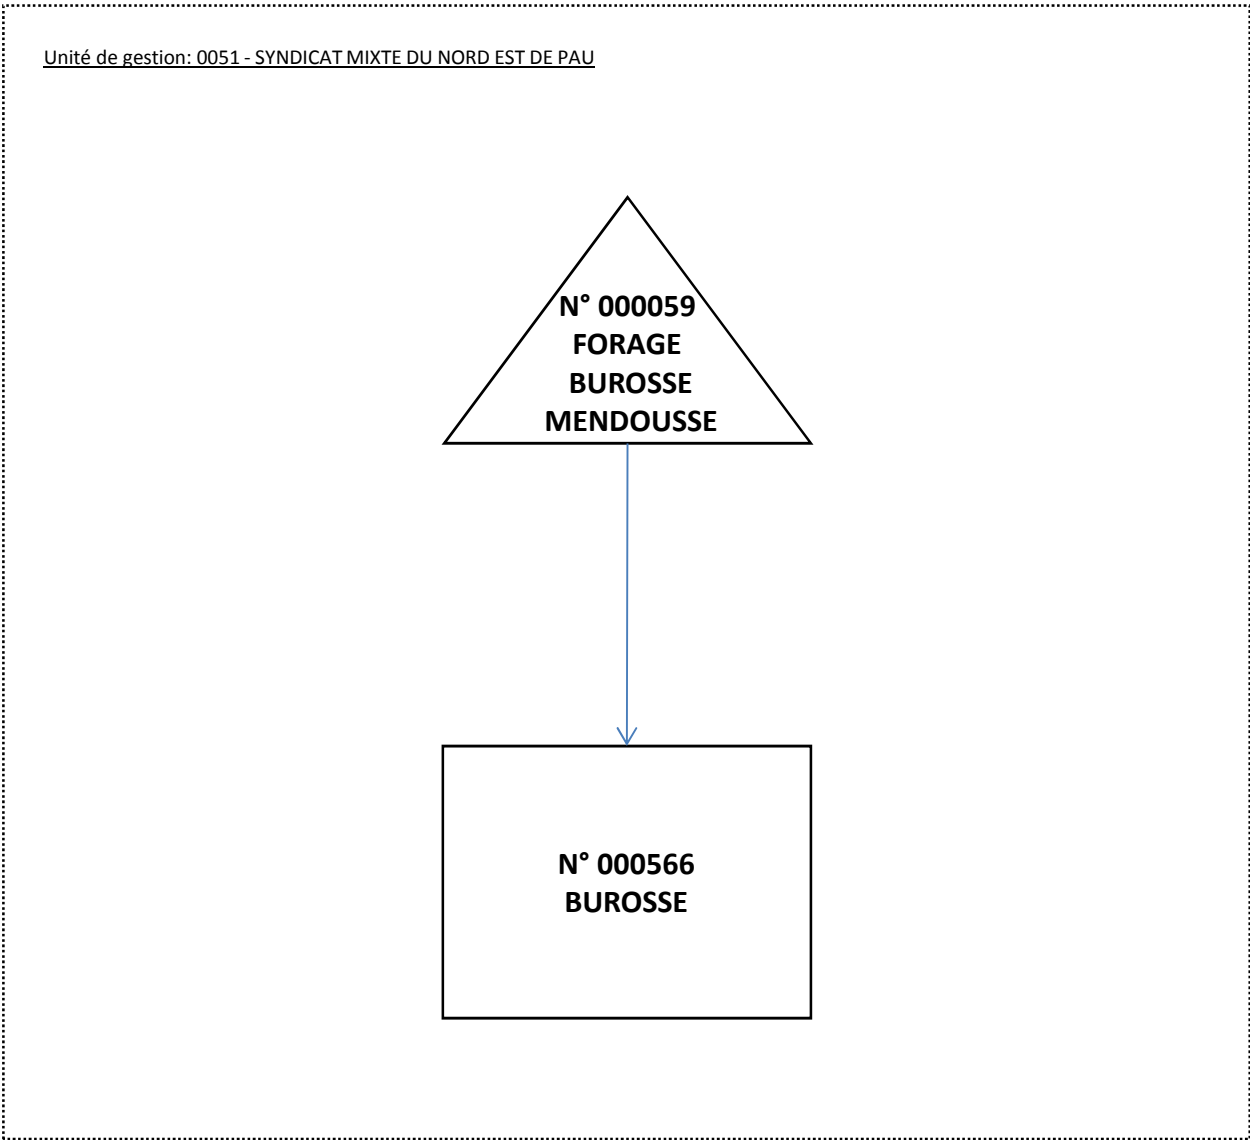 Unité de gestion: 0051 - SYNDICAT MIXTE DU NORD EST DE PAU
N° 000059
FORAGE
BUROSSE
MENDOUSSE
N° 000566
BUROSSE